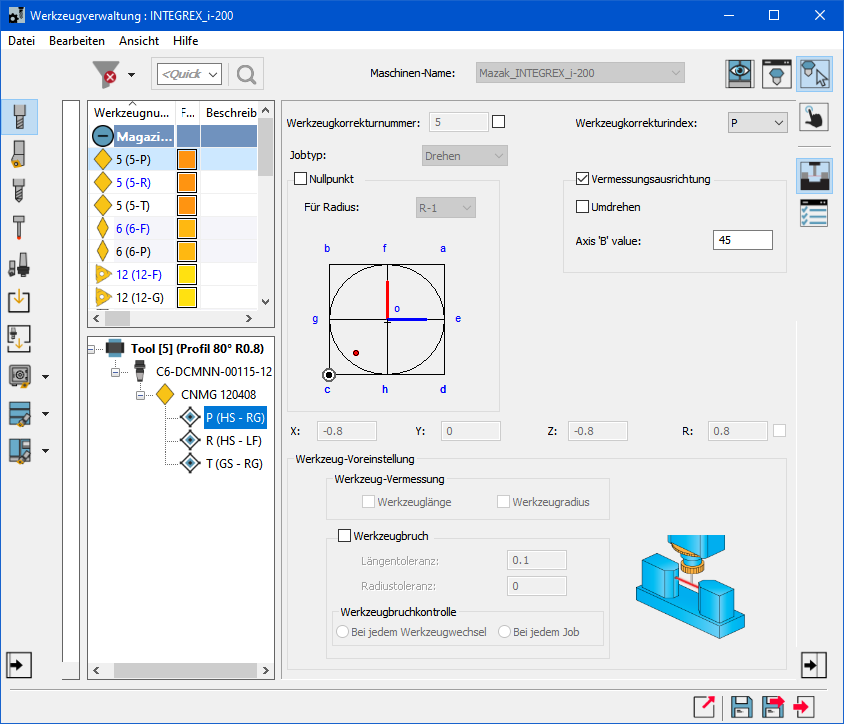 Werkzeugverwaltung : INTEGREX_i-200
Datei Bearbeiten Ansicht Hilfe
<Quick
Maschinen-Name: Mazak_INTEGREX_i-200
Werkzeugnu... F... Beschreib
Magazi...
5 (5-P)
5 (5-R)
5 (5-T)
6 (6-F)
6 (6-P)
12 (12-F)
12 (12-G)
Tool [5] (Profil 80° R0.8)
C6-DCMNN-00115-12
CNMG 120408
P (HS - RG)
R (HS - LF)
T (GS - RG)
Werkzeugkorrekturnummer: 5
Werkzeugkorrekturindex: P
Jobtyp: Drehen
Nullpunkt
Für Radius: R-1
b f a
g o e
c h d
Vermessungsausrichtung
Umdrehen
Axis 'B' value: 45
X: -0.8 Y: 0 Z: -0.8 R: 0.8
Werkzeug-Voreinstellung
Werkzeug-Vermessung
Werkzeuglänge Werkzeugradius
Werkzeugbruch
Längentoleranz: 0.1
Radiustoleranz: 0
Werkzeugbruchkontrolle
Bei jedem Werkzeugwechsel Bei jedem Job